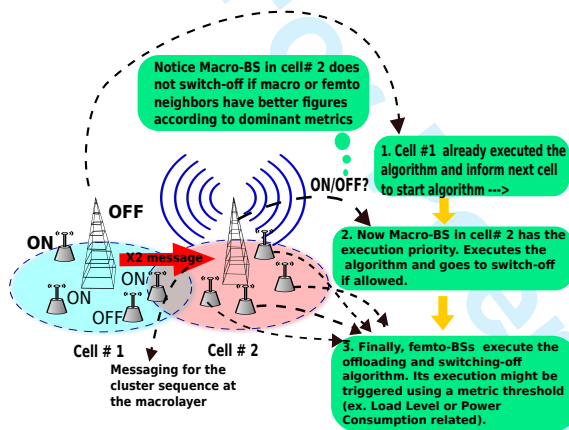 Notice Macro-BS in cell# 2 does
not switch-off if macro or femto
neighbors have better figures
according to dominant metrics
1. Cell #1 already executed the
algorithm and inform next cell
to start algorithm --->
ON/OFF?
OFF
ON
X2 message
ON
ON
OFF
2. Now Macro-BS in cell# 2 has the
execution priority. Executes the
algorithm and goes to switch-off
if allowed.
Cell # 1
Cell # 2
Messaging for the
cluster sequence at
the macrolayer
3. Finally, femto-BSs execute the
offloading and switching-off
algorithm. Its execution might be
triggered using a metric threshold
(ex. Load Level or Power
Consumption related).